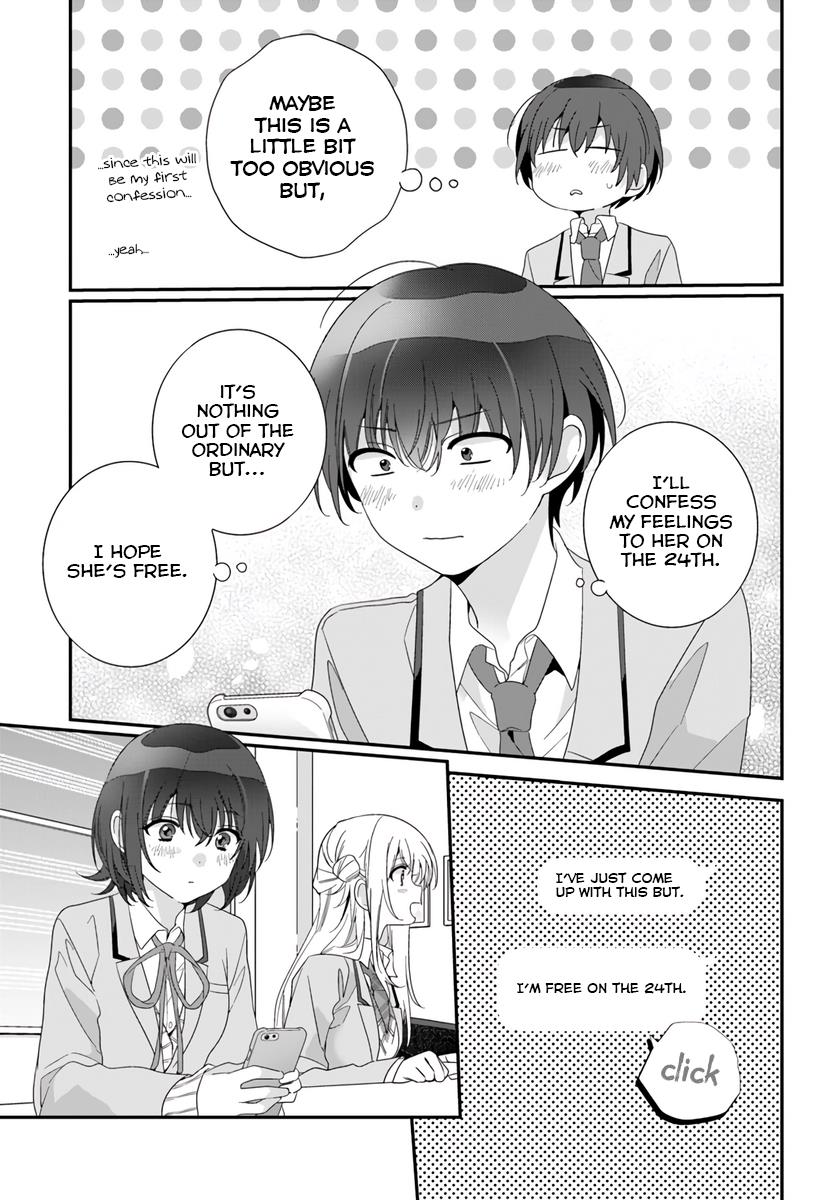 MAYBE
THIS IS A
LITTLE BIT
TOO OBVIOUS
BUT,
...since this will
be my first
confession...
...yeah...
I'LL
CONFESS
MY FEELINGS
TO HER ON
THE 24TH.
IT'S
NOTHING
OUT OF THE
ORDINARY
BUT...
I HOPE
SHE'S FREE.
I'VE JUST COME
UP WITH THIS BUT.
I'M FREE ON THE 24TH.
click